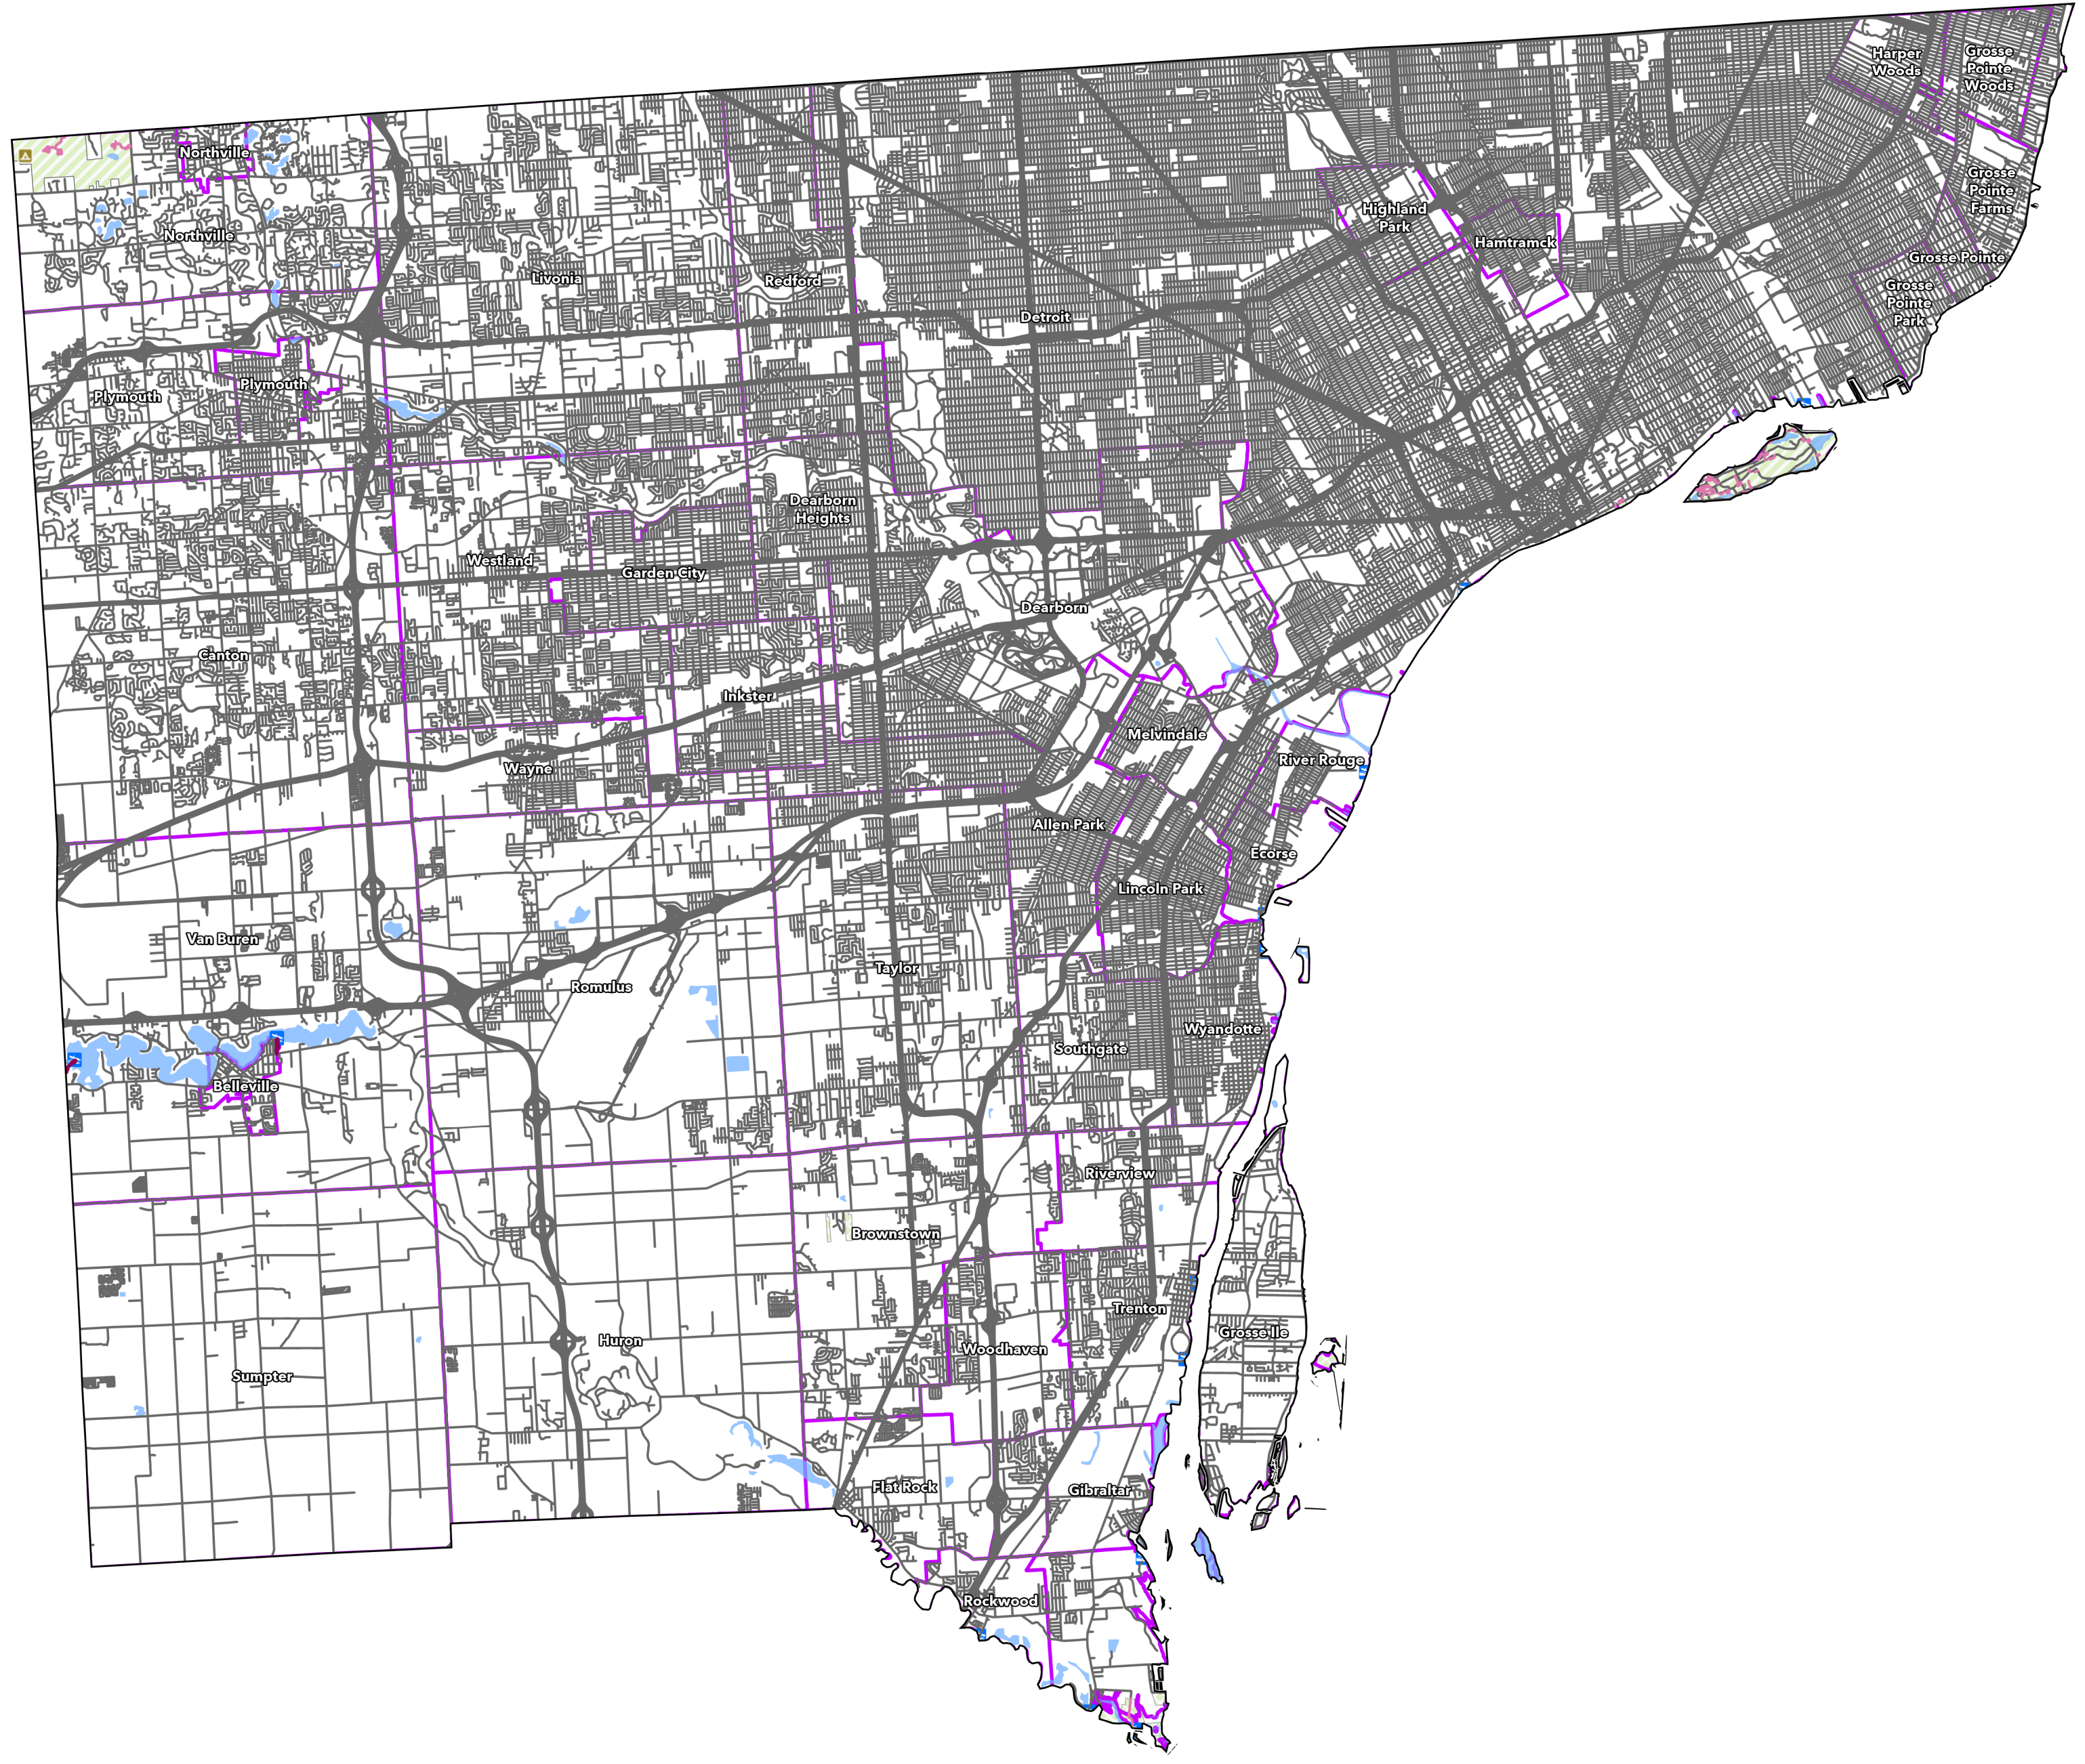 Harper
Woods
Grosse
Pointe
Woods
Northville
Grosse
Pointe
Farms
Highland
Park
Northville
Hamtramck
Grosse Pointe
Livonia
Redford
Grosse
Pointe
Park
Detroit
Plymouth
Plymouth
Dearborn
Heights
Westland
Garden City
Dearborn
Canton
Inkster
Melvindale
River Rouge
Wayne
Allen Park
Ecorse
Lincoln Park
Van Buren
Taylor
Romulus
Wyandotte
Southgate
Belleville
Riverview
Brownstown
Trenton
Grosse Ile
Huron
Woodhaven
Sumpter
Flat Rock
Gibraltar
Rockwood